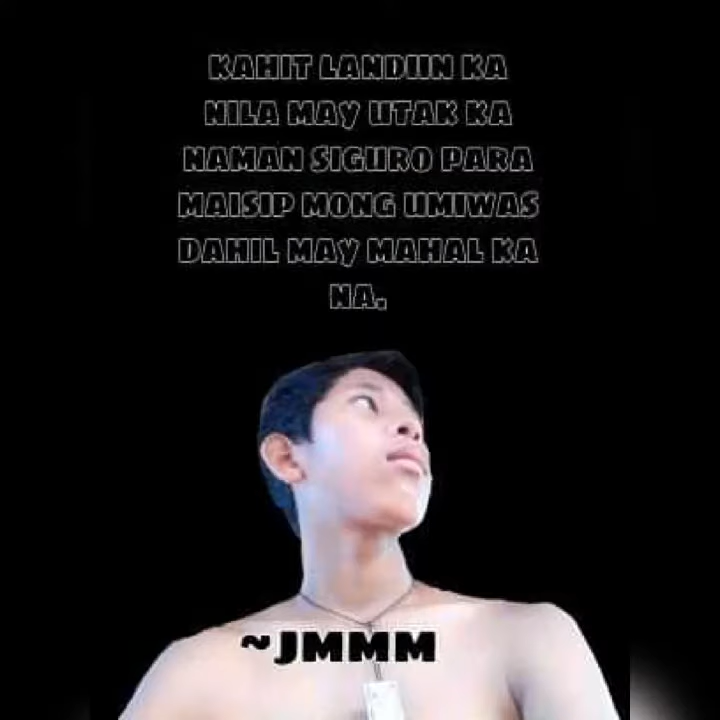 KAHIT LANDIIN KA
NILA MAY UTAK KA
NAMAN SIGURO PARA
MAISIP MONG UMIWAS
DAHIL MAY MAHAL KA
NA.
~JMMM